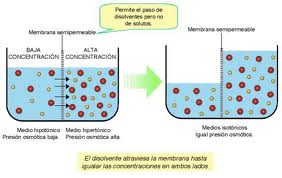 Permite el paso de
disolventes pero no
de solutos.
Membrana semipermeable
BAJA
CONCENTRACIÓN
ALTA
CONCENTRACIÓN
Medio hipotónico
Presión osmótica baja.
Medio hipertónico
Presión osmótica alta
Membrana semipermeable
Medios isotónicos
Igual presión osmótica.
El disolvente atraviesa la membrana hasta
igualar las concentraciones en ambos lados